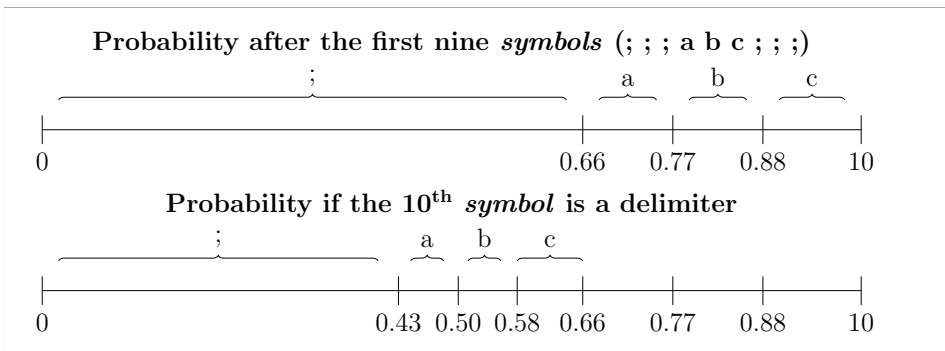 Probability after the first nine symbols (; ; ; a b c ; ; ;)
; a b c
0 0.66 0.77 0.88 10
Probability if the 10th symbol is a delimiter
; a b c
0 0.43 0.50 0.58 0.66 0.77 0.88 10